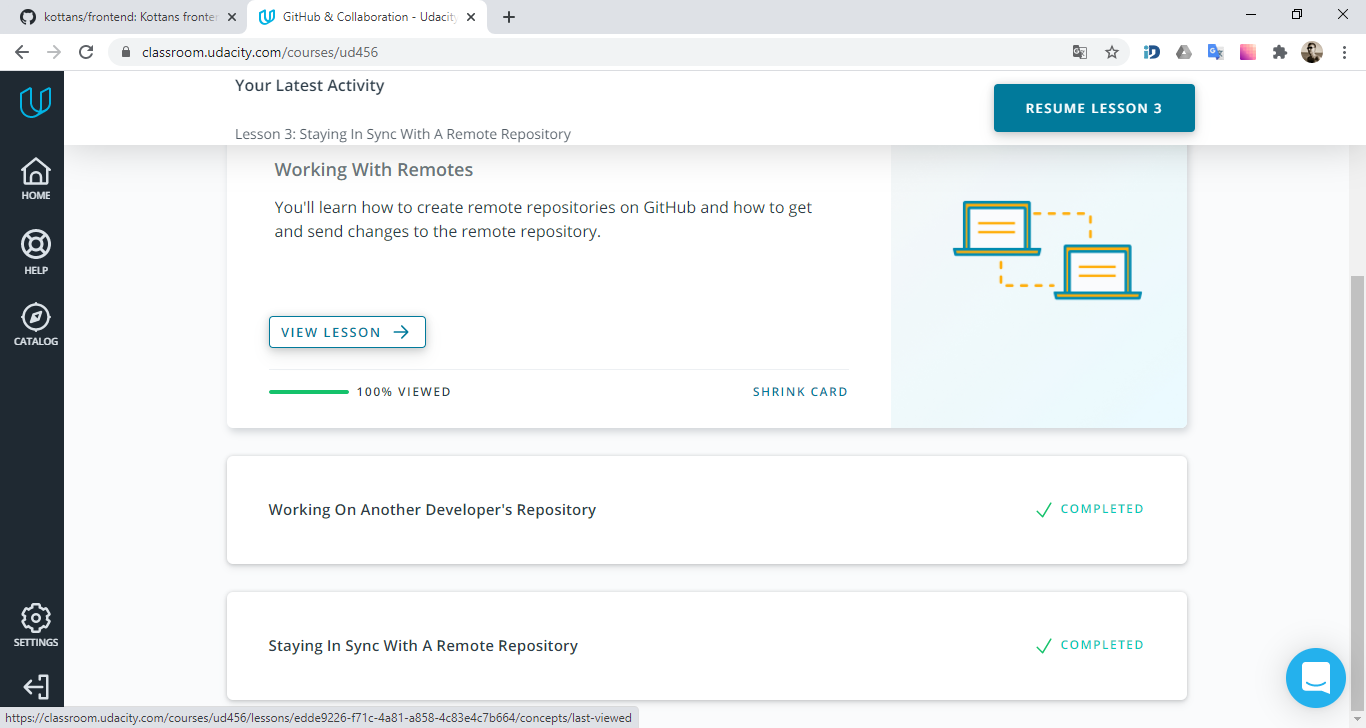 kottans/frontend: Kottans fronten
GitHub & Collaboration - Udacity
classroom.udacity.com/courses/ud456
Your Latest Activity
Lesson 3: Staying In Sync With A Remote Repository
RESUME LESSON 3
HOME
HELP
CATALOG
SETTINGS
Working With Remotes
You'll learn how to create remote repositories on GitHub and how to get
and send changes to the remote repository.
VIEW LESSON
100% VIEWED
SHRINK CARD
Working On Another Developer's Repository
COMPLETED
Staying In Sync With A Remote Repository
COMPLETED
https://classroom.udacity.com/courses/ud456/lessons/edde9226-f71c-4a81-a858-4c83e4c7b664/concepts/last-viewed